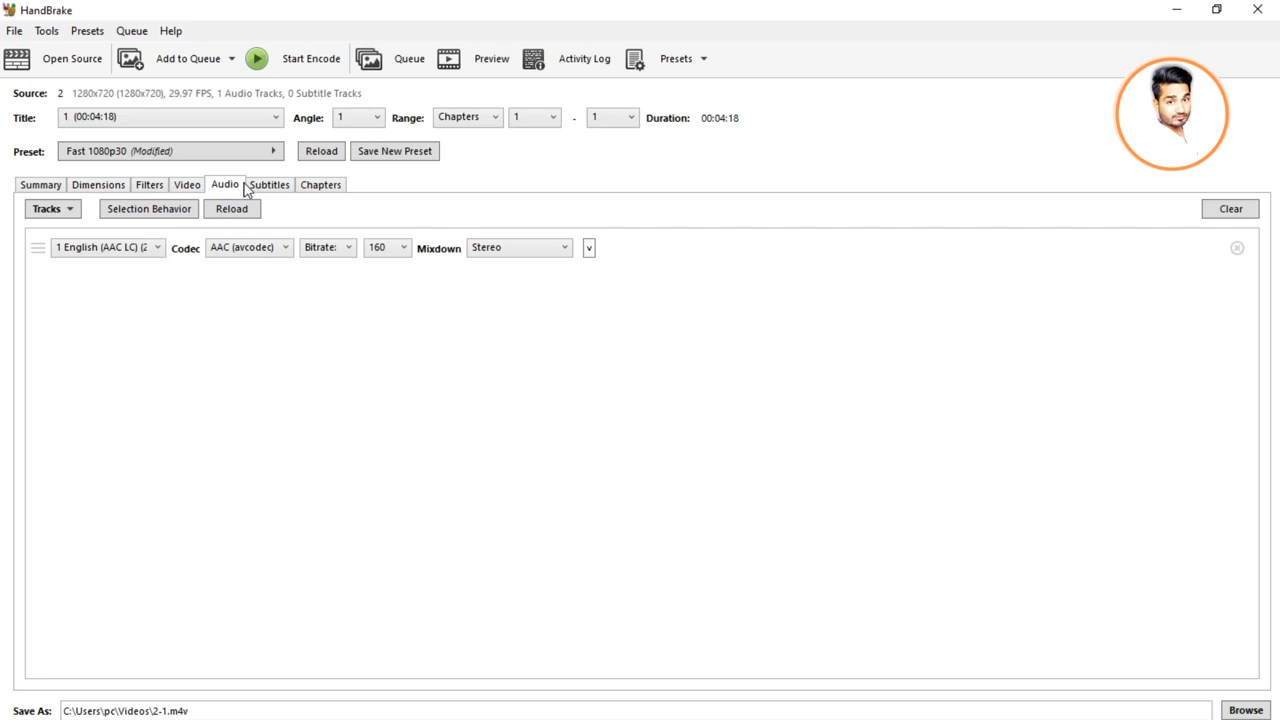 HandBrake
File Tools Presets Queue Help
Open Source Add to Queue Start Encode Queue Preview Activity Log Presets
Source: 2 1280x720 (1280x720), 29.97 FPS, 1 Audio Tracks, 0 Subtitle Tracks
Title: 1 (00:04:18) Angle: 1 Range: Chapters 1 - 1 Duration: 00:04:18
Preset: Fast 1080p30 (Modified) Reload Save New Preset
Summary Dimensions Filters Video Audio Subtitles Chapters
Tracks Selection Behavior Reload Clear
1 English (AAC LC) (2 Codec AAC (avcodec) Bitrate: 160 Mixdown Stereo v
Save As: C:\Users\pc\Videos\2-1.m4v Browse